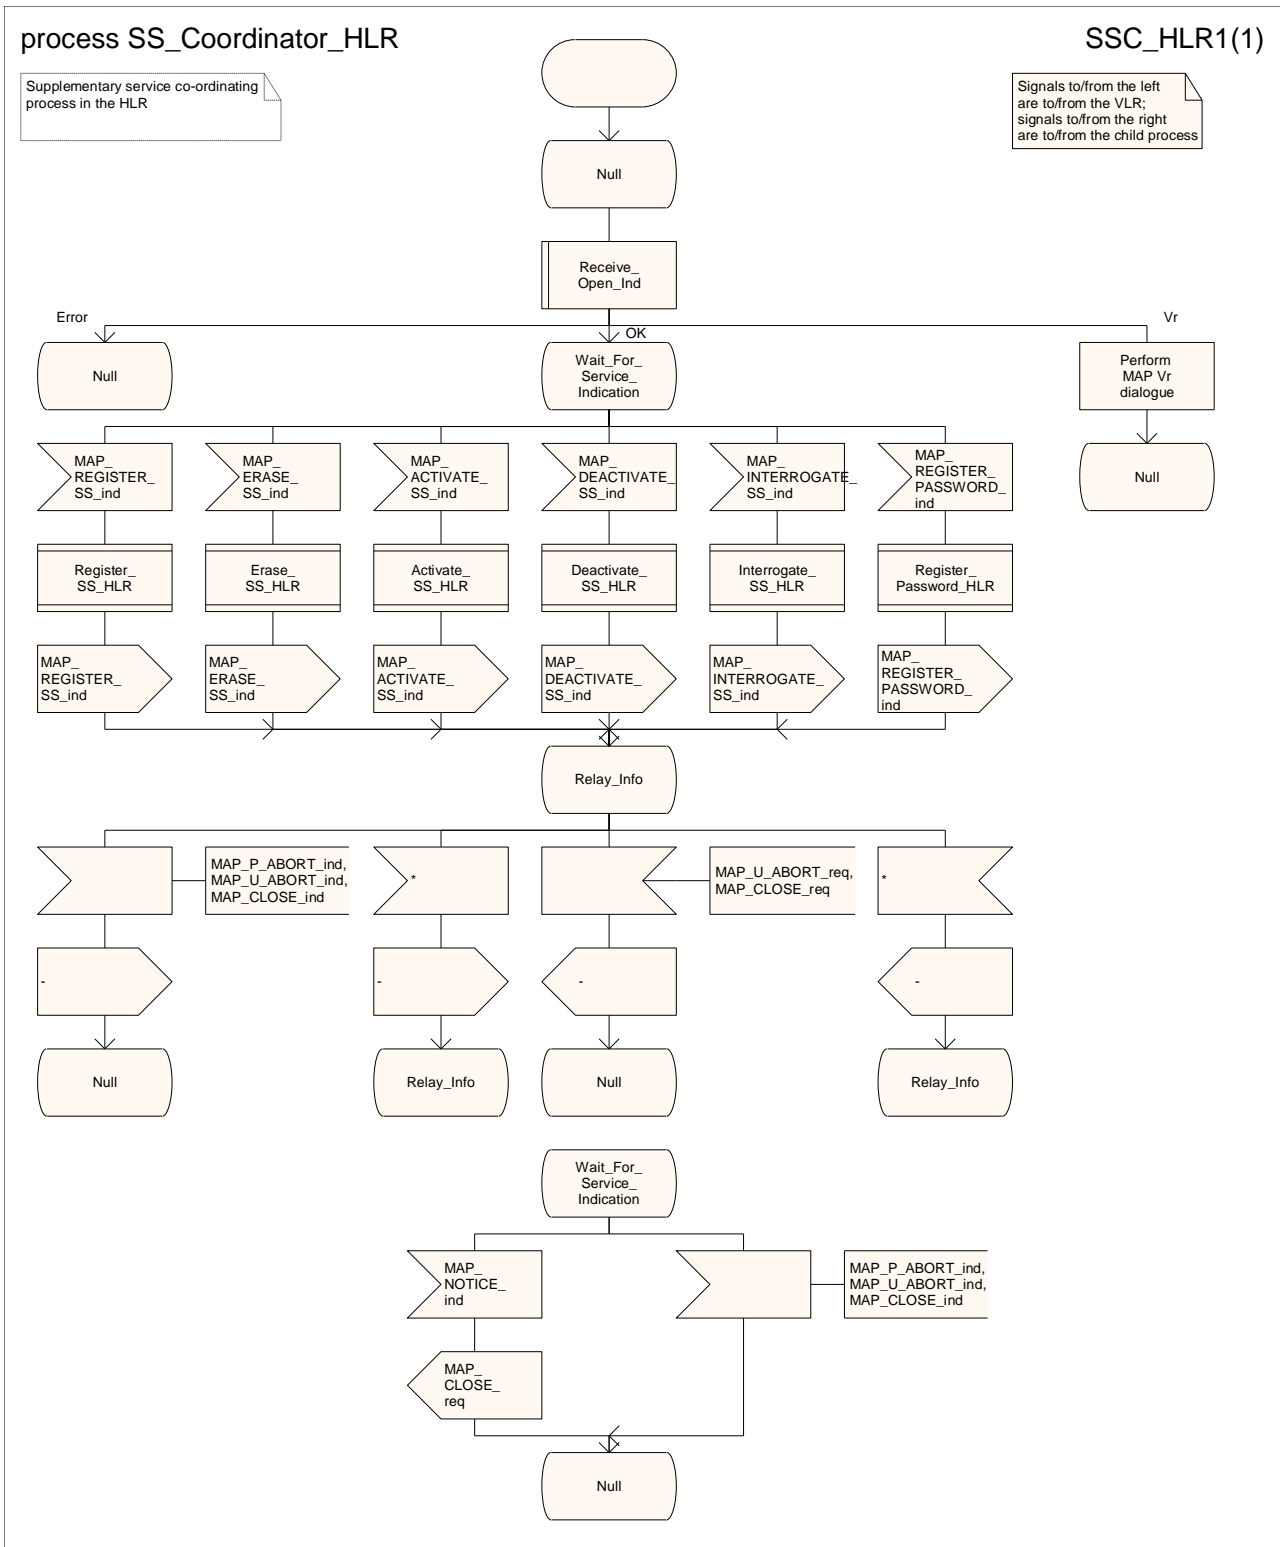 process SS_Coordinator_HLR
SSC_HLR1(1)
Supplementary service co-ordinating
process in the HLR
Signals to/from the left
are to/from the VLR;
signals to/from the right
are to/from the child process
Null
Receive_
Open_Ind
Error
OK
Vr
Null
Wait_For_
Service_
Indication
Perform
MAP Vr
dialogue
Null
MAP_
REGISTER_
SS_ind
MAP_
ERASE_
SS_ind
MAP_
ACTIVATE_
SS_ind
MAP_
DEACTIVATE_
SS_ind
MAP_
INTERROGATE_
SS_ind
MAP_
REGISTER_
PASSWORD_
ind
Register_
SS_HLR
Erase_
SS_HLR
Activate_
SS_HLR
Deactivate_
SS_HLR
Interrogate_
SS_HLR
Register_
Password_HLR
MAP_
REGISTER_
SS_ind
MAP_
ERASE_
SS_ind
MAP_
ACTIVATE_
SS_ind
MAP_
DEACTIVATE_
SS_ind
MAP_
INTERROGATE_
SS_ind
MAP_
REGISTER_
PASSWORD_
ind
Relay_Info
MAP_P_ABORT_ind,
MAP_U_ABORT_ind,
MAP_CLOSE_ind
*
MAP_U_ABORT_req,
MAP_CLOSE_req
*
-
-
-
-
Null
Relay_Info
Null
Relay_Info
Wait_For_
Service_
Indication
MAP_
NOTICE_
ind
MAP_P_ABORT_ind,
MAP_U_ABORT_ind,
MAP_CLOSE_ind
MAP_
CLOSE_
req
Null